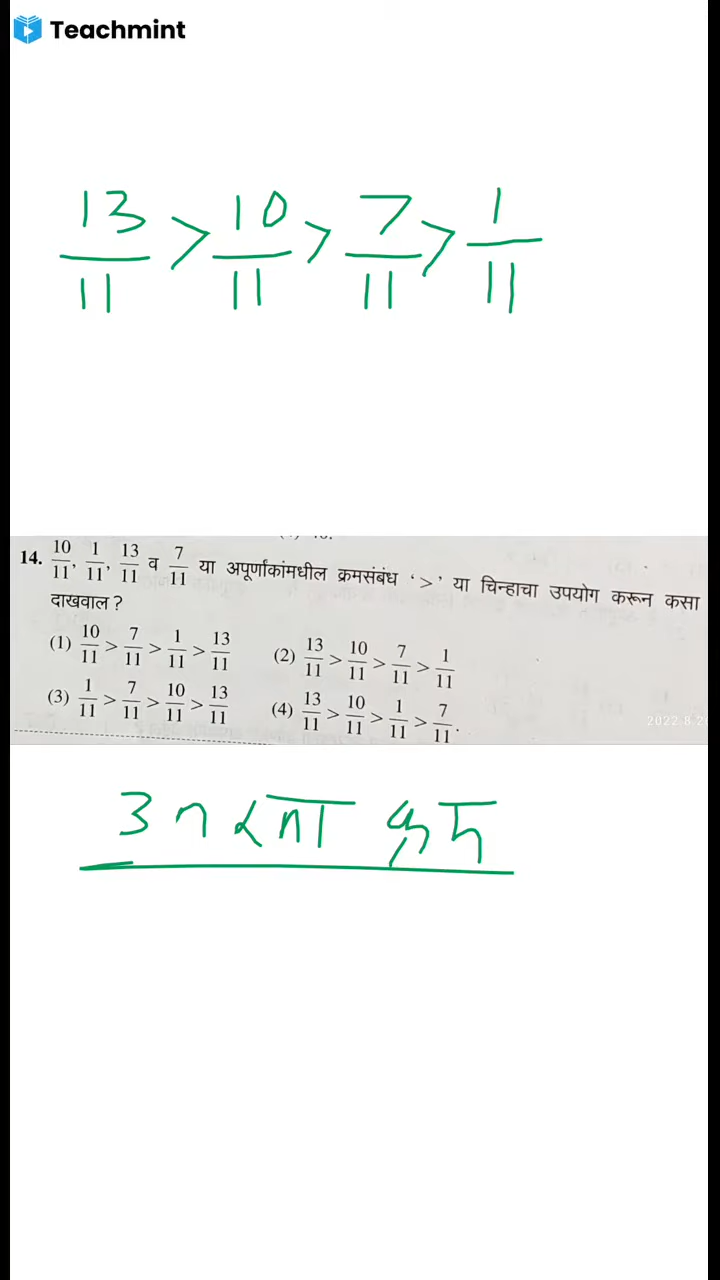 Teachmint
13/11 > 10/11 > 7/11 > 1/11
14. 10/11, 1/11, 13/11 व 7/11 या अपूर्णांकांमधील क्रमसंबंध ' > ' या चिन्हाचा उपयोग करून कसा
दाखवाल ?
(1) 10/11 > 7/11 > 1/11 > 13/11 (2) 13/11 > 10/11 > 7/11 > 1/11
(3) 1/11 > 7/11 > 10/11 > 13/11 (4) 13/11 > 10/11 > 1/11 > 7/11.
2022.8.2